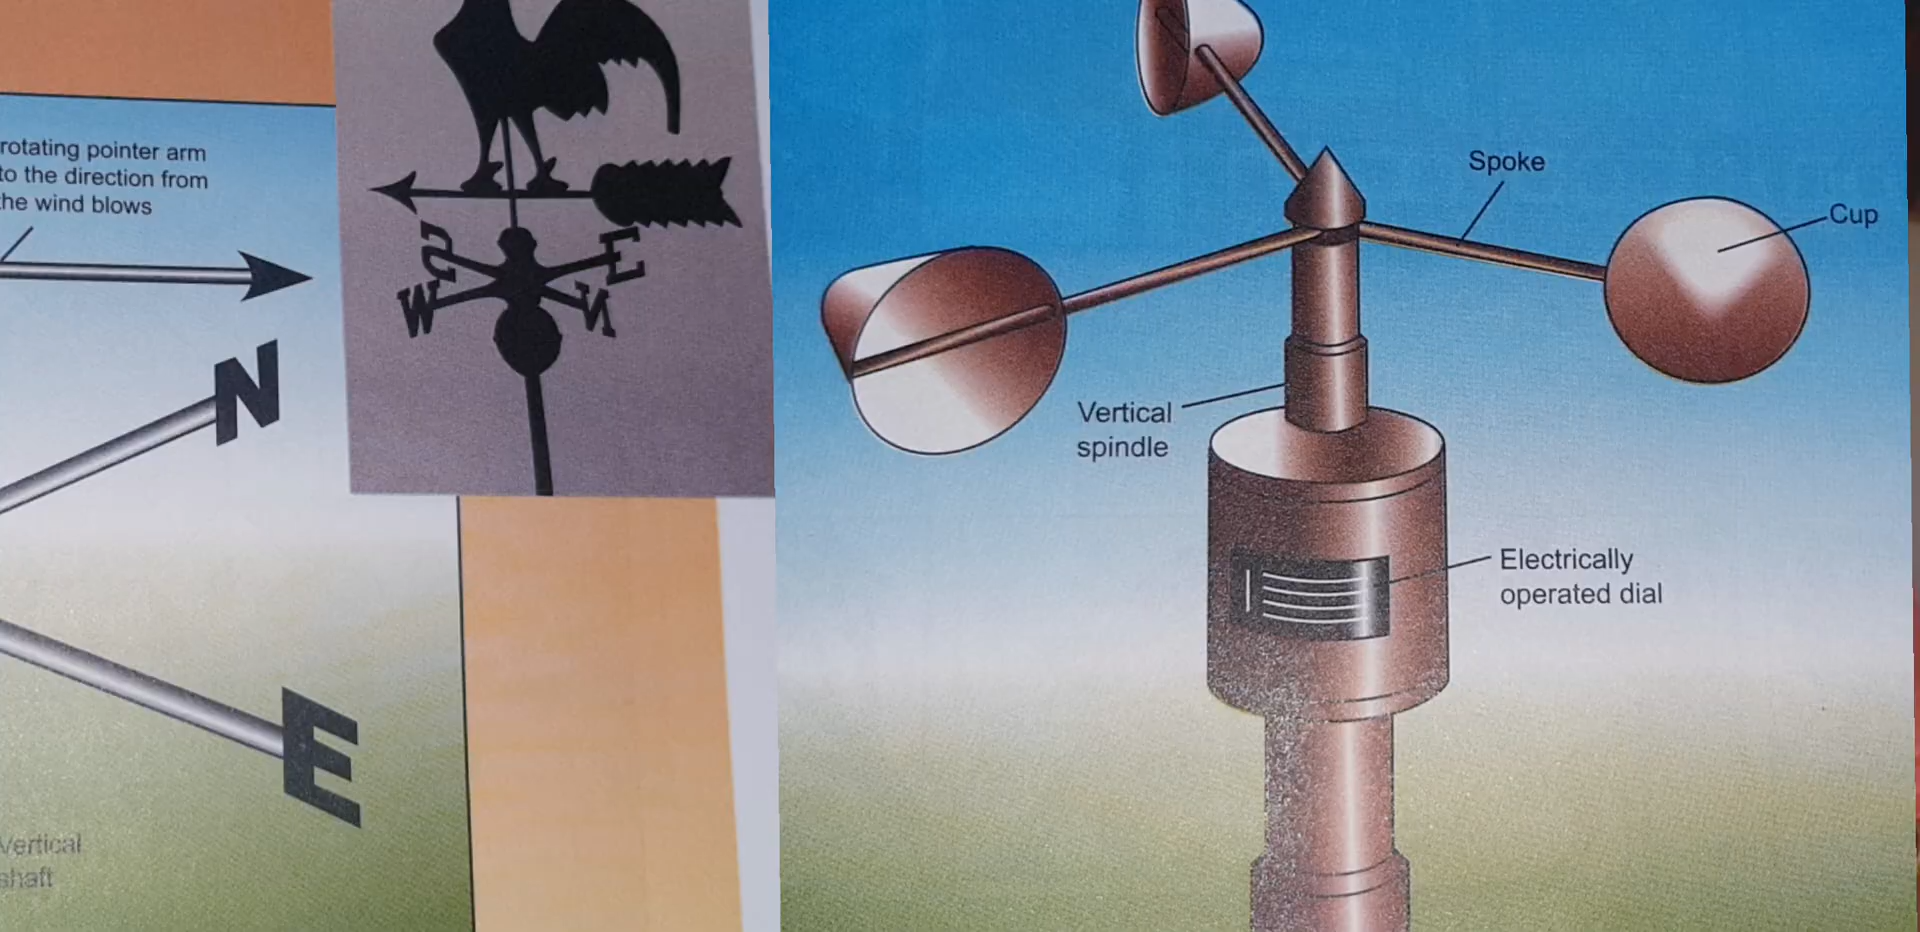 rotating pointer arm
to the direction from
the wind blows
N
E
Vertical
shaft
S
E
W
N
Spoke
Cup
Vertical
spindle
Electrically
operated dial